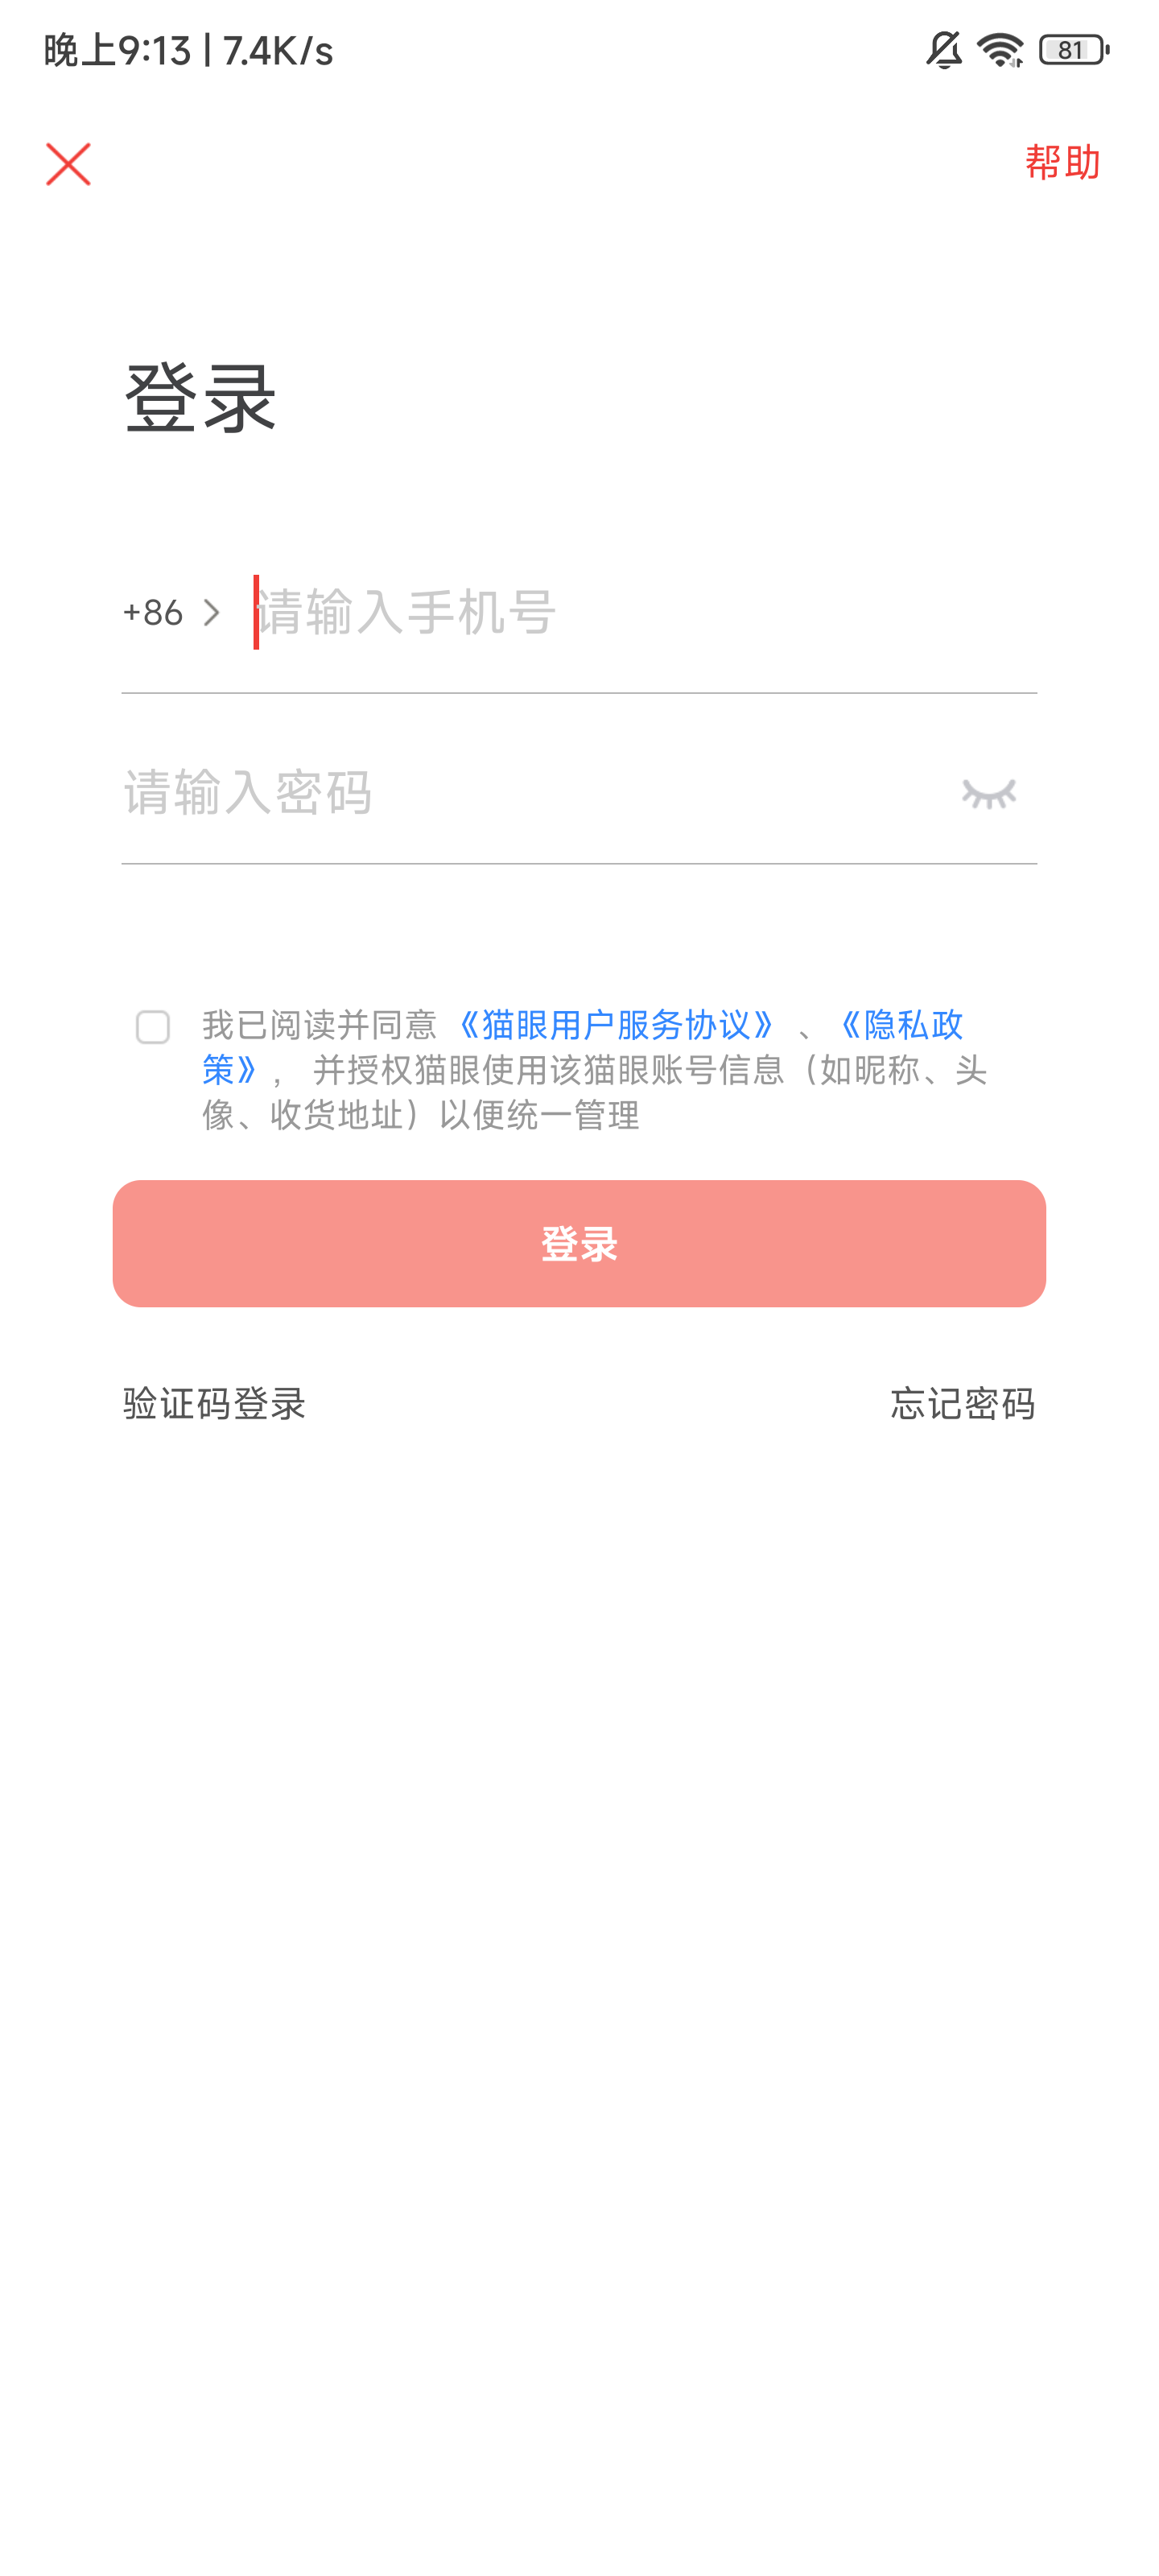 晚上9:13 | 7.4K/s
81
帮助
登录
+86
请输入手机号
请输入密码
我已阅读并同意《猫眼用户服务协议》、《隐私政
策》, 并授权猫眼使用该猫眼账号信息（如昵称、头
像、收货地址）以便统一管理
登录
验证码登录
忘记密码